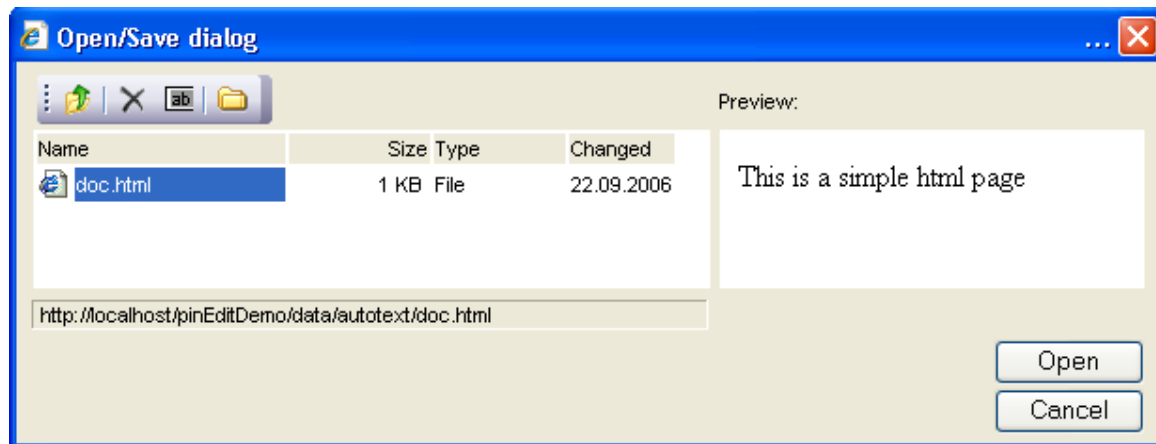 Open/Save dialog ...
ab
Preview:
Name Size Type Changed
doc.html 1 KB File 22.09.2006
This is a simple html page
http://localhost/pinEditDemo/data/autotext/doc.html
Open
Cancel